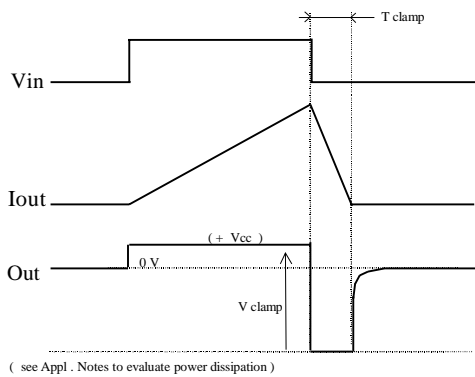 T clamp
Vin
Iout
( + Vcc )
Out
0 V
V clamp
( see Appl . Notes to evaluate power dissipation )